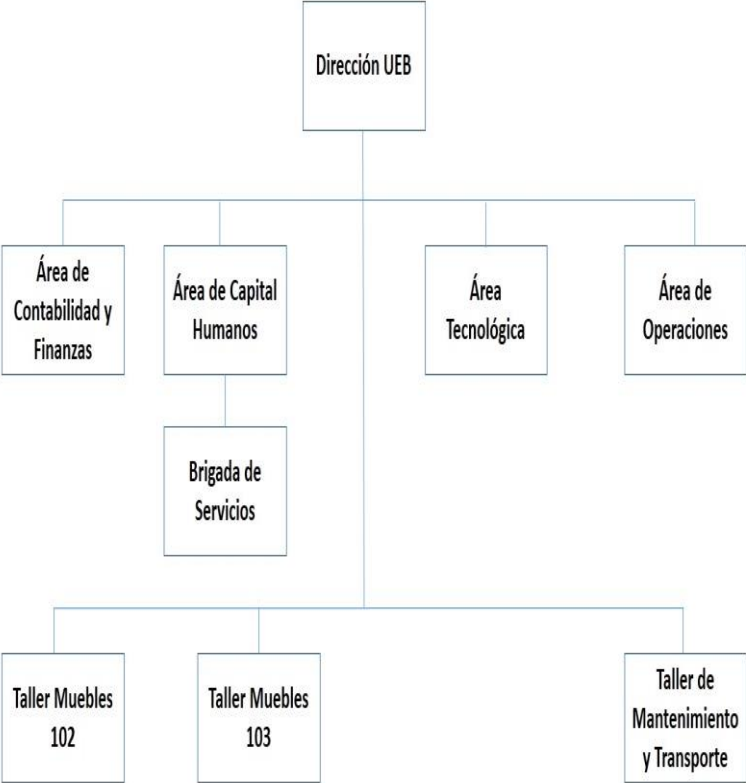 Dirección UEB
Área de
Contabilidad y
Finanzas
Área de Capital
Humanos
Área
Tecnológica
Área de
Operaciones
Brigada de
Servicios
Taller Muebles
102
Taller Muebles
103
Taller de
Mantenimiento
y Transporte